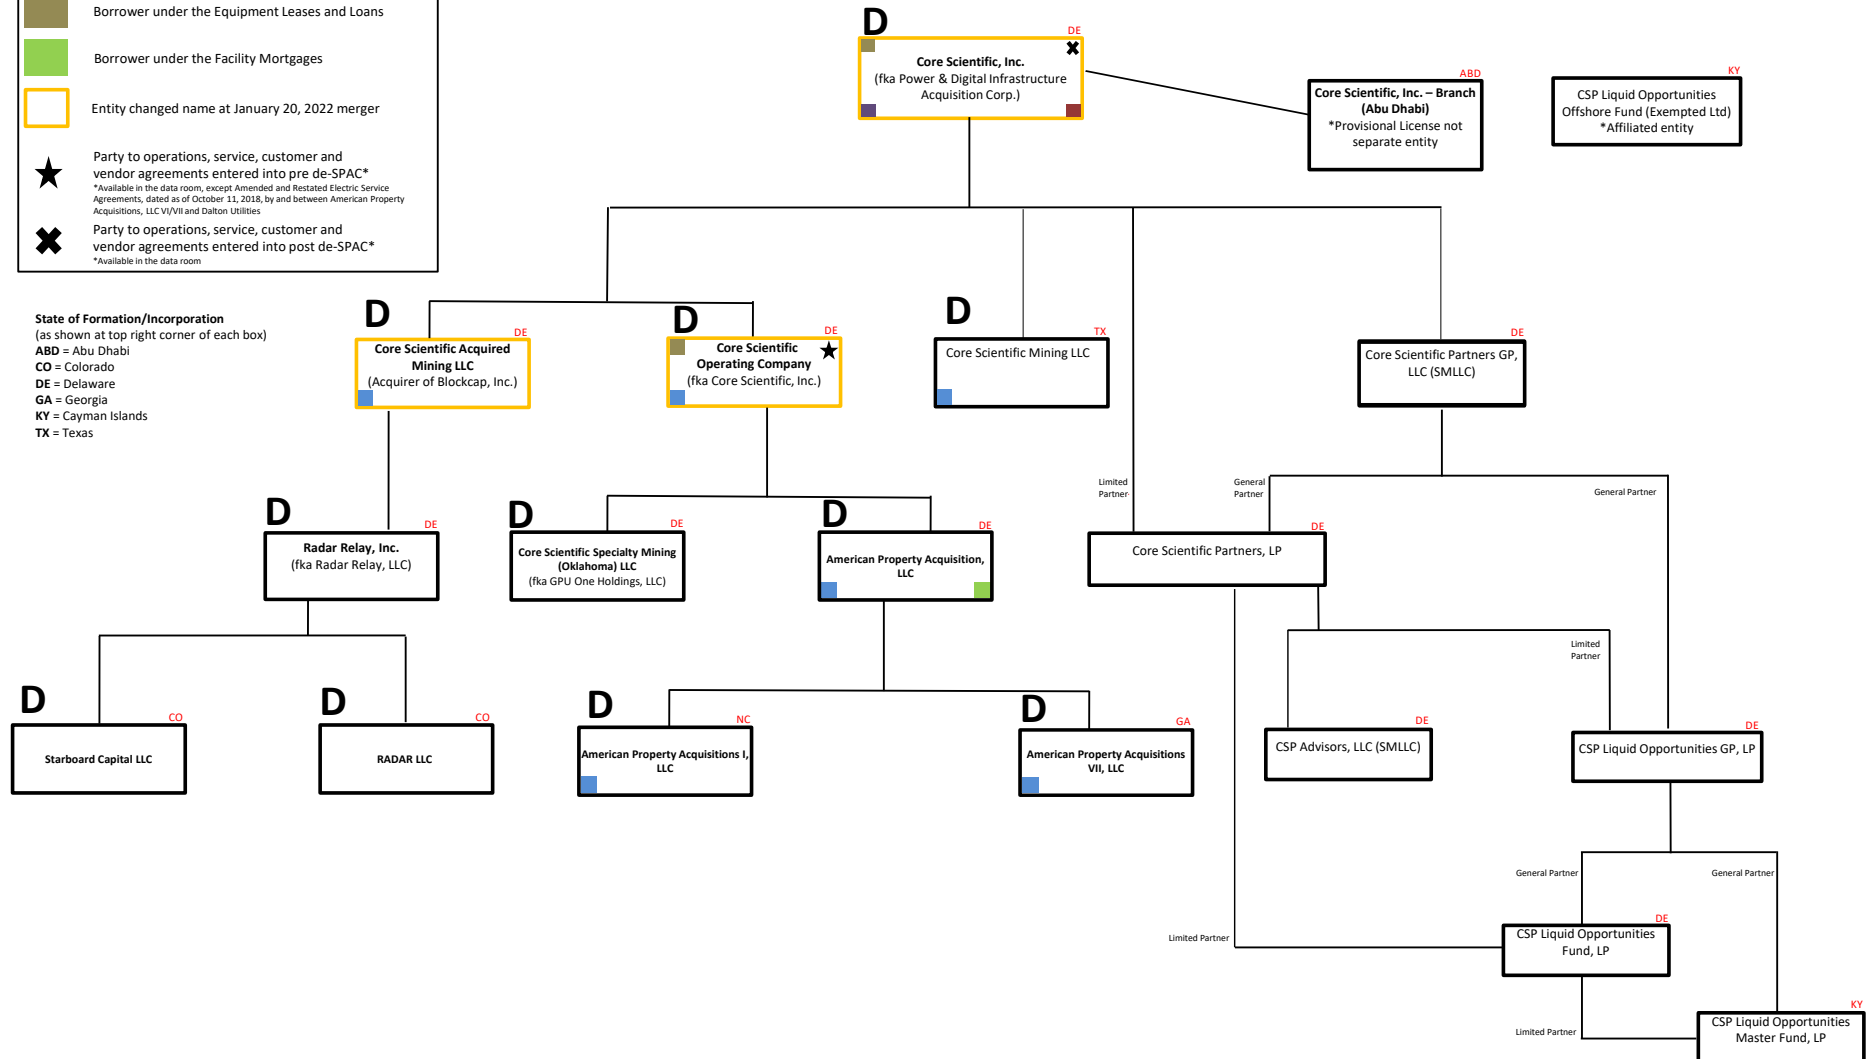 Borrower under the Equipment Leases and Loans
Borrower under the Facility Mortgages
Entity changed name at January 20, 2022 merger
Party to operations, service, customer and
vendor agreements entered into pre de-SPAC*
*Available in the data room, except Amended and Restated Electric Service
Agreements, dated as of October 11, 2018, by and between American Property
Acquisitions, LLC VI/VII and Dalton Utilities
Party to operations, service, customer and
vendor agreements entered into post de-SPAC*
*Available in the data room
State of Formation/Incorporation
(as shown at top right corner of each box)
ABD = Abu Dhabi
CO = Colorado
DE = Delaware
GA = Georgia
KY = Cayman Islands
TX = Texas
D
DE
Core Scientific, Inc.
(fka Power & Digital Infrastructure
Acquisition Corp.)
ABD
Core Scientific, Inc. – Branch
(Abu Dhabi)
*Provisional License not
separate entity
KY
CSP Liquid Opportunities
Offshore Fund (Exempted Ltd)
*Affiliated entity
D
DE
Core Scientific Acquired
Mining LLC
(Acquirer of Blockcap, Inc.)
D
DE
Core Scientific
Operating Company
(fka Core Scientific, Inc.)
D
TX
Core Scientific Mining LLC
DE
Core Scientific Partners GP,
LLC (SMLLC)
Limited
Partner
General
Partner
General Partner
D
DE
Radar Relay, Inc.
(fka Radar Relay, LLC)
D
DE
Core Scientific Specialty Mining
(Oklahoma) LLC
(fka GPU One Holdings, LLC)
D
DE
American Property Acquisition,
LLC
DE
Core Scientific Partners, LP
Limited
Partner
D
CO
Starboard Capital LLC
D
CO
RADAR LLC
D
NC
American Property Acquisitions I,
LLC
D
GA
American Property Acquisitions
VII, LLC
DE
CSP Advisors, LLC (SMLLC)
DE
CSP Liquid Opportunities GP, LP
General Partner
General Partner
Limited Partner
DE
CSP Liquid Opportunities
Fund, LP
Limited Partner
KY
CSP Liquid Opportunities
Master Fund, LP